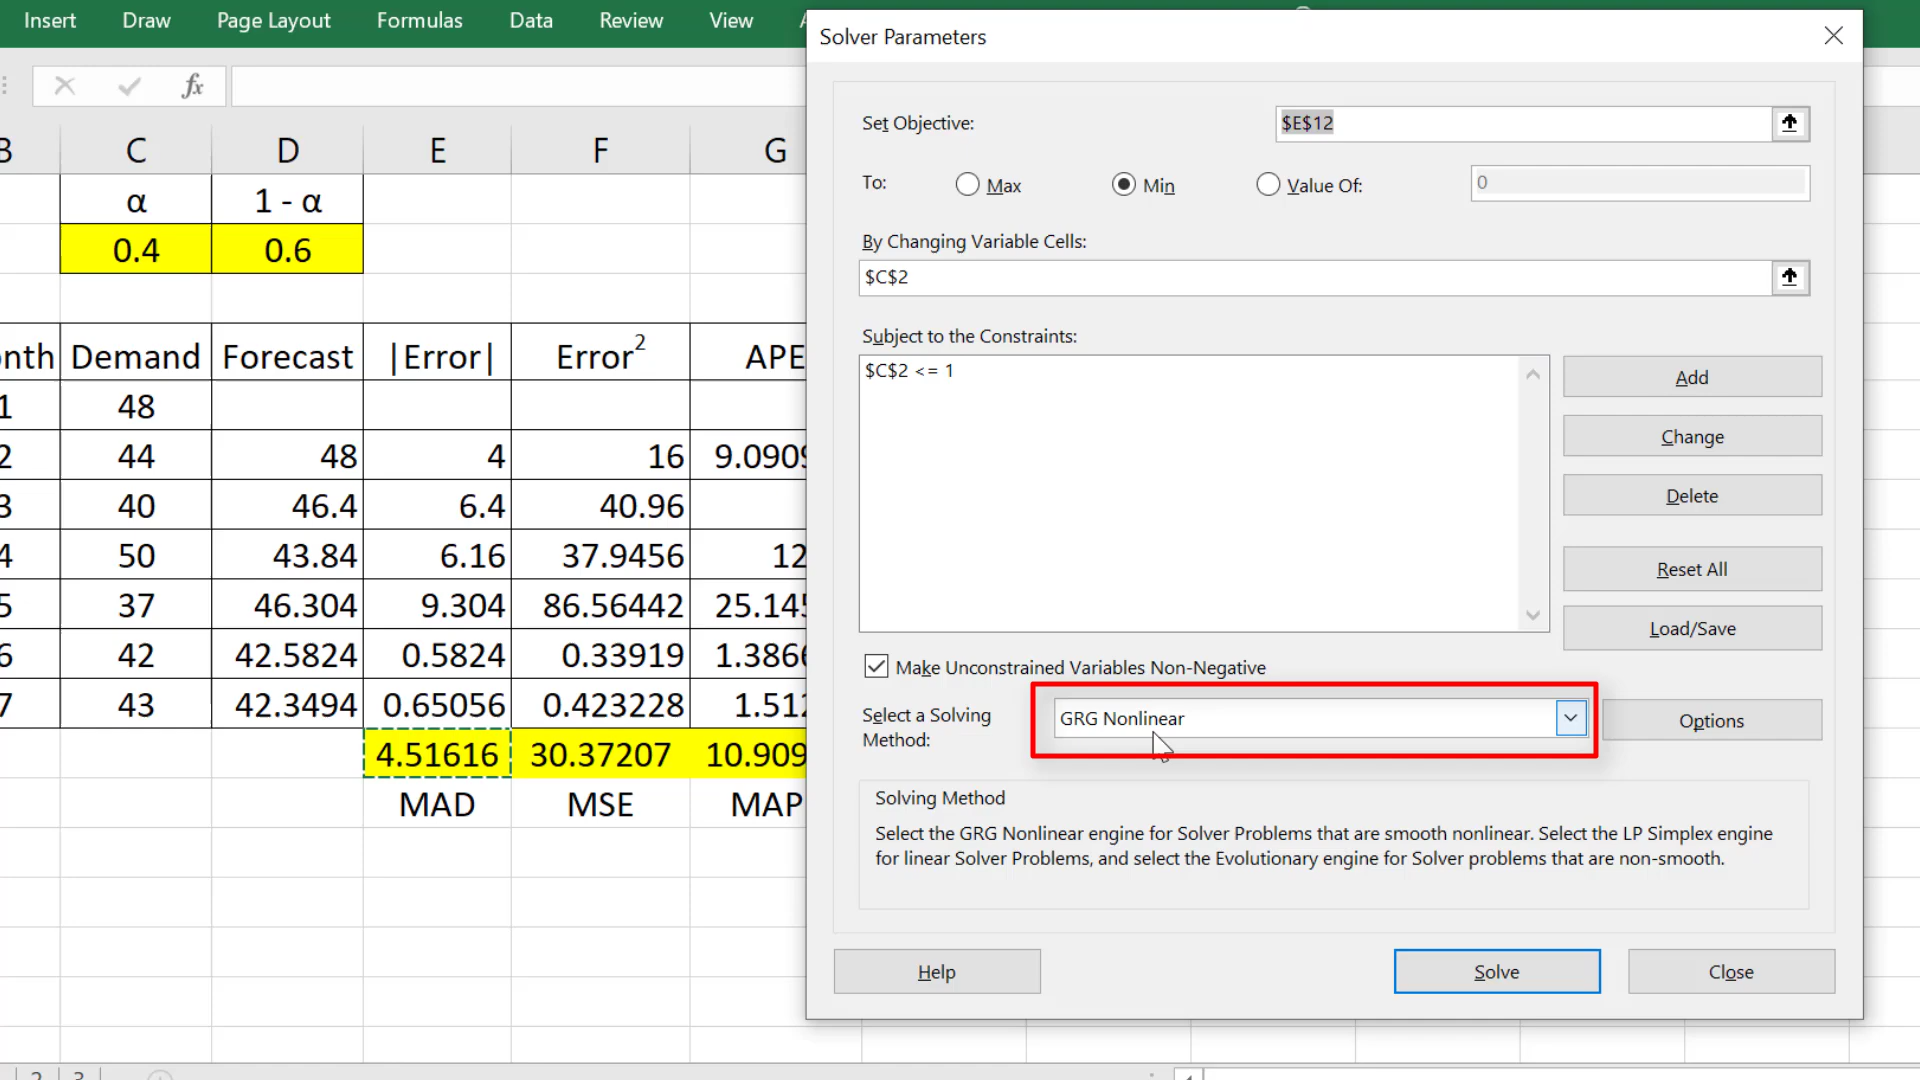 Insert Draw Page Layout Formulas Data Review View
Solver Parameters
fx
B C D E F G
α 1 - α
0.4 0.6
nth Demand Forecast |Error| Error² APE
1 48
2 44 48 4 16 9.0909
3 40 46.4 6.4 40.96
4 50 43.84 6.16 37.9456 12
5 37 46.304 9.304 86.56442 25.145
6 42 42.5824 0.5824 0.33919 1.3866
7 43 42.3494 0.65056 0.423228 1.512
4.51616 30.37207 10.909
MAD MSE MAP
2 3
Set Objective: $E$12
To: Max Min Value Of: 0
By Changing Variable Cells:
$C$2
Subject to the Constraints:
$C$2 <= 1
Add
Change
Delete
Reset All
Load/Save
Make Unconstrained Variables Non-Negative
Select a Solving
Method:
GRG Nonlinear
Options
Solving Method
Select the GRG Nonlinear engine for Solver Problems that are smooth nonlinear. Select the LP Simplex engine
for linear Solver Problems, and select the Evolutionary engine for Solver problems that are non-smooth.
Help Solve Close